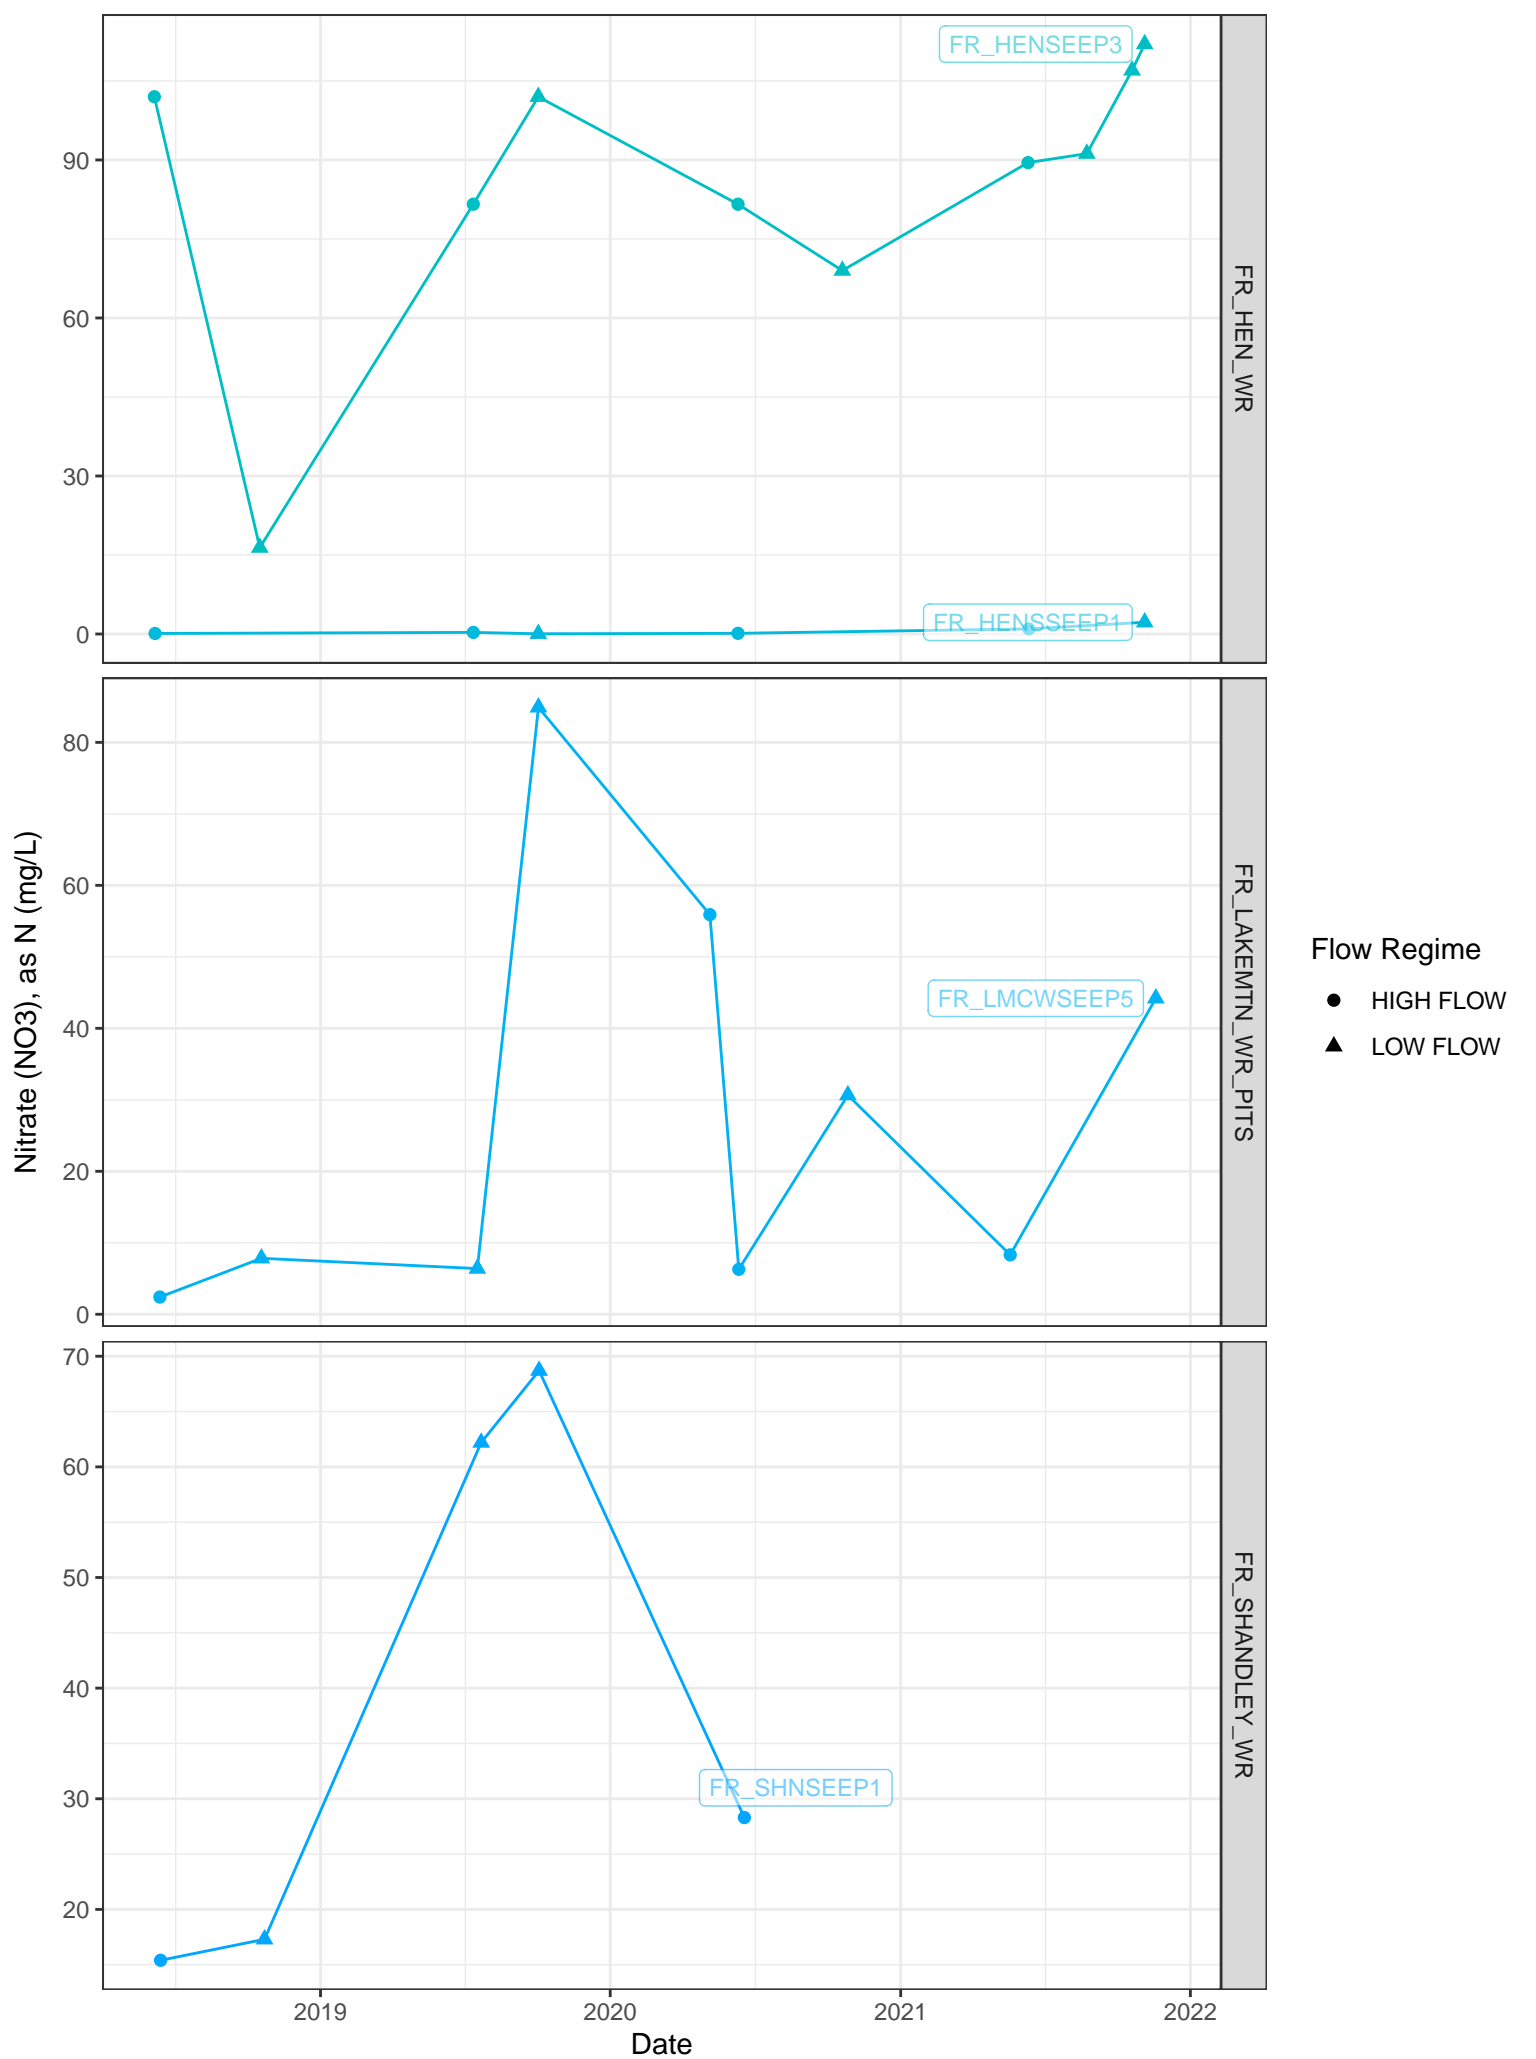 Nitrate (NO3), as N (mg/L)
90
60
30
0
FR_HENSEEP3
FR_HENSSEEP1
FR_HEN_WR
80
60
40
20
0
FR_LMCWSEEP5
FR_LAKEMTN_WR_PITS
70
60
50
40
30
20
FR_SHNSEEP1
FR_SHANDLEY_WR
2019 2020 2021 2022
Date
Flow Regime
HIGH FLOW
LOW FLOW